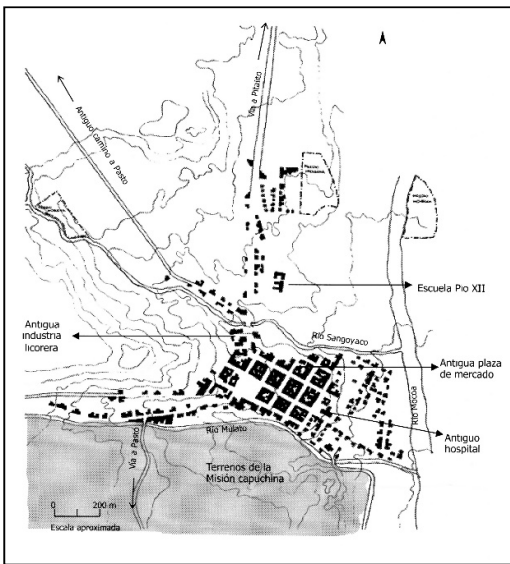 Vía a Pitalito
Antiguo camino a Pasto
Escuela Pio XII
Río Sangoyaco
Antigua
industria
licorera
Antigua plaza
de mercado
Río Mocoa
Antiguo
hospital
Río Mulato
Vía a Pasto
Terrenos de la
Misión capuchina
0 200 m
Escala aproximada